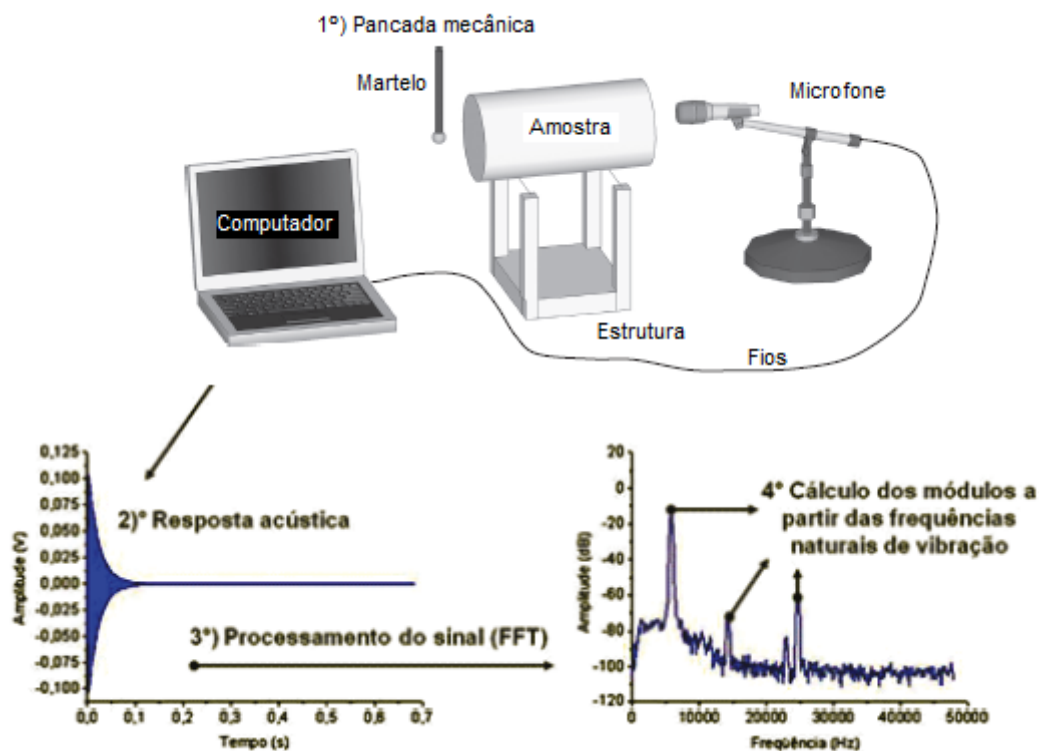 1º) Pancada mecânica
Martelo
Microfone
Amostra
Computador
Estrutura
Fios
0,125
0,100
0,075
0,050
0,025
0,000
-0,025
-0,050
-0,075
-0,100
Amplitude (V)
2)º Resposta acústica
0,0 0,1 0,2 0,3 0,4 0,5 0,6 0,7
Tempo (s)
3º) Processamento do sinal (FFT)
20
0
-20
-40
-60
-80
-100
-120
Amplitude (dB)
4º Cálculo dos módulos a
partir das frequências
naturais de vibração
0 10000 20000 30000 40000 50000
Freqüência (Hz)